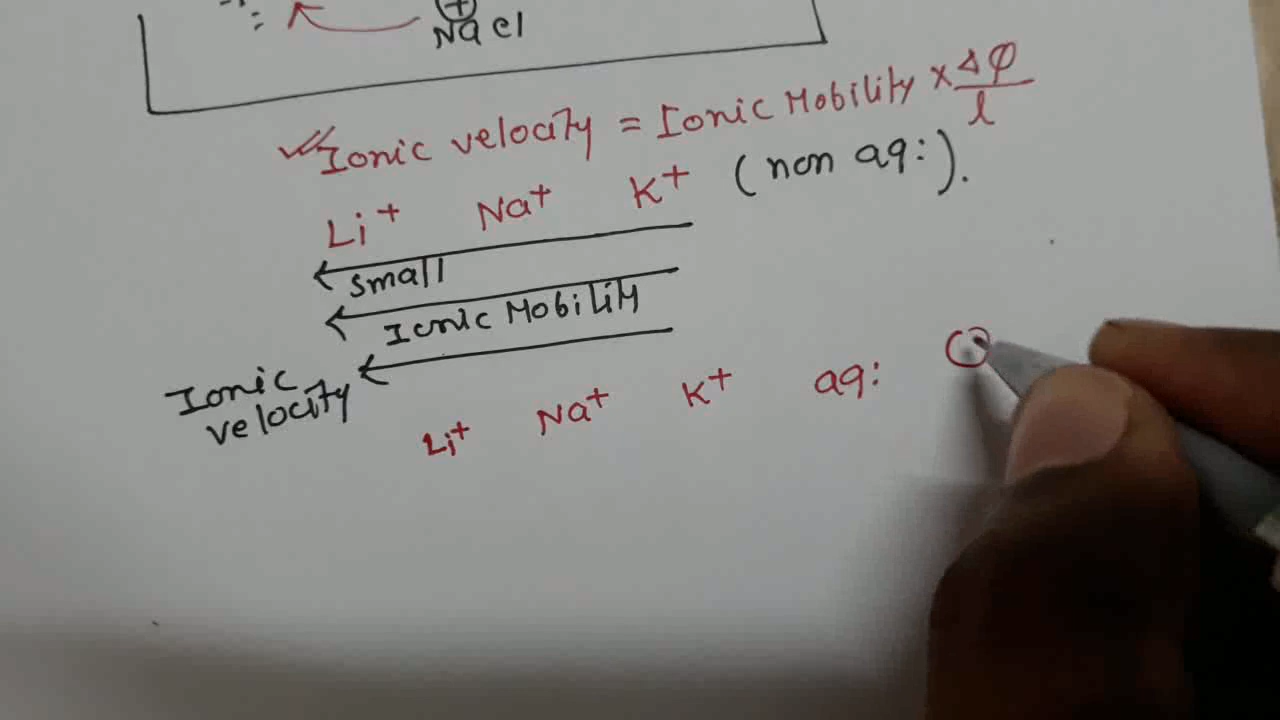 ⊕
NaCl
Ionic velocity = Ionic Mobility × Δφ/l
Li⁺ Na⁺ K⁺ (non aq:).
Small
Ionic Mobility
Ionic velocity
Li⁺ Na⁺ K⁺ aq: